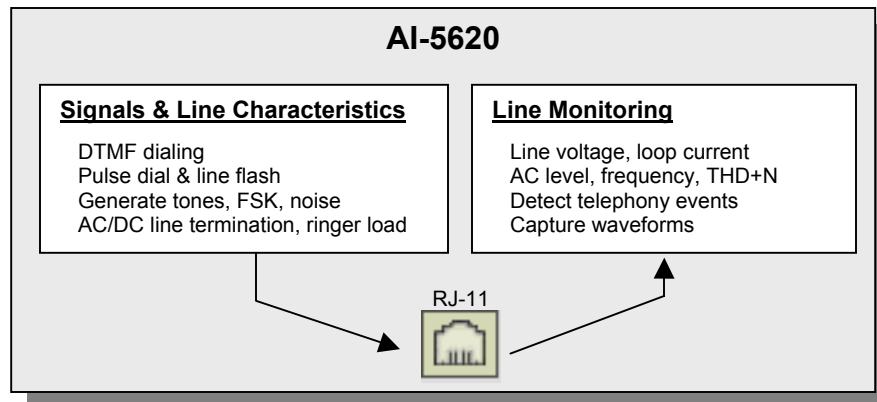 AI-5620
Signals & Line Characteristics
DTMF dialing
Pulse dial & line flash
Generate tones, FSK, noise
AC/DC line termination, ringer load
Line Monitoring
Line voltage, loop current
AC level, frequency, THD+N
Detect telephony events
Capture waveforms
RJ-11